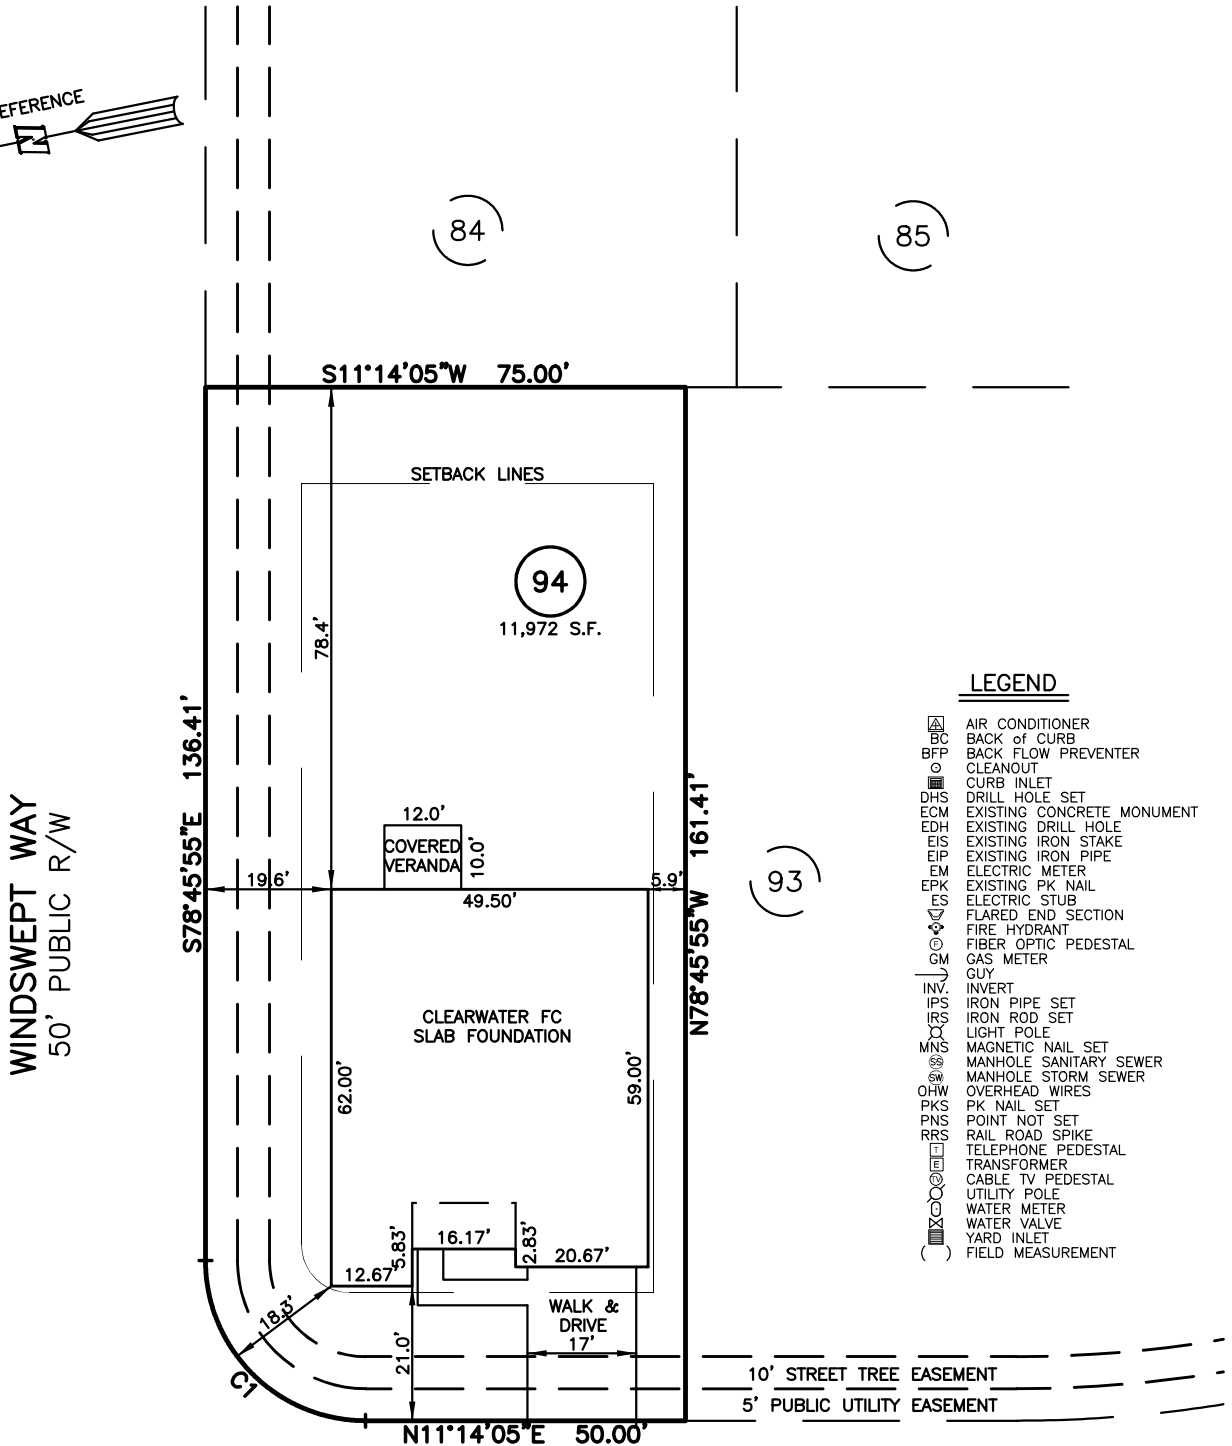 EFERENCE
N
84
85
S11°14'05"W 75.00'
SETBACK LINES
94
11,972 S.F.
78.4'
S78°45'55"E 136.41'
N78°45'55"W 161.41'
WINDSWEPT WAY
50' PUBLIC R/W
12.0'
COVERED
VERANDA
10.0'
19.6'
49.50'
5.9'
93
CLEARWATER FC
SLAB FOUNDATION
62.00'
59.00'
5.83'
16.17'
2.83'
20.67'
12.67'
18.3'
C1
21.0'
WALK &
DRIVE
17'
10' STREET TREE EASEMENT
5' PUBLIC UTILITY EASEMENT
N11°14'05"E 50.00'
LEGEND
AIR CONDITIONER
BC BACK of CURB
BFP BACK FLOW PREVENTER
CLEANOUT
CURB INLET
DHS DRILL HOLE SET
ECM EXISTING CONCRETE MONUMENT
EDH EXISTING DRILL HOLE
EIS EXISTING IRON STAKE
EIP EXISTING IRON PIPE
EM ELECTRIC METER
EPK EXISTING PK NAIL
ES ELECTRIC STUB
FLARED END SECTION
FIRE HYDRANT
F FIBER OPTIC PEDESTAL
GM GAS METER
GUY
INV. INVERT
IPS IRON PIPE SET
IRS IRON ROD SET
LIGHT POLE
MNS MAGNETIC NAIL SET
SS MANHOLE SANITARY SEWER
SW MANHOLE STORM SEWER
OHW OVERHEAD WIRES
PKS PK NAIL SET
PNS POINT NOT SET
RRS RAIL ROAD SPIKE
T TELEPHONE PEDESTAL
E TRANSFORMER
TV CABLE TV PEDESTAL
UTILITY POLE
WATER METER
WATER VALVE
YARD INLET
( ) FIELD MEASUREMENT